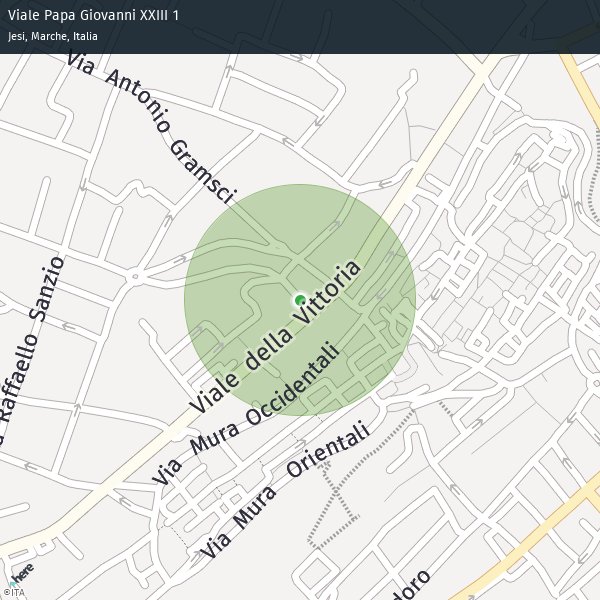 Viale Papa Giovanni XXIII 1
Jesi, Marche, Italia
Via Antonio Gramsci
Raffaello Sanzio
Viale della Vittoria
Via Mura Occidentali
Via Mura Orientali
doro
here
©ITA